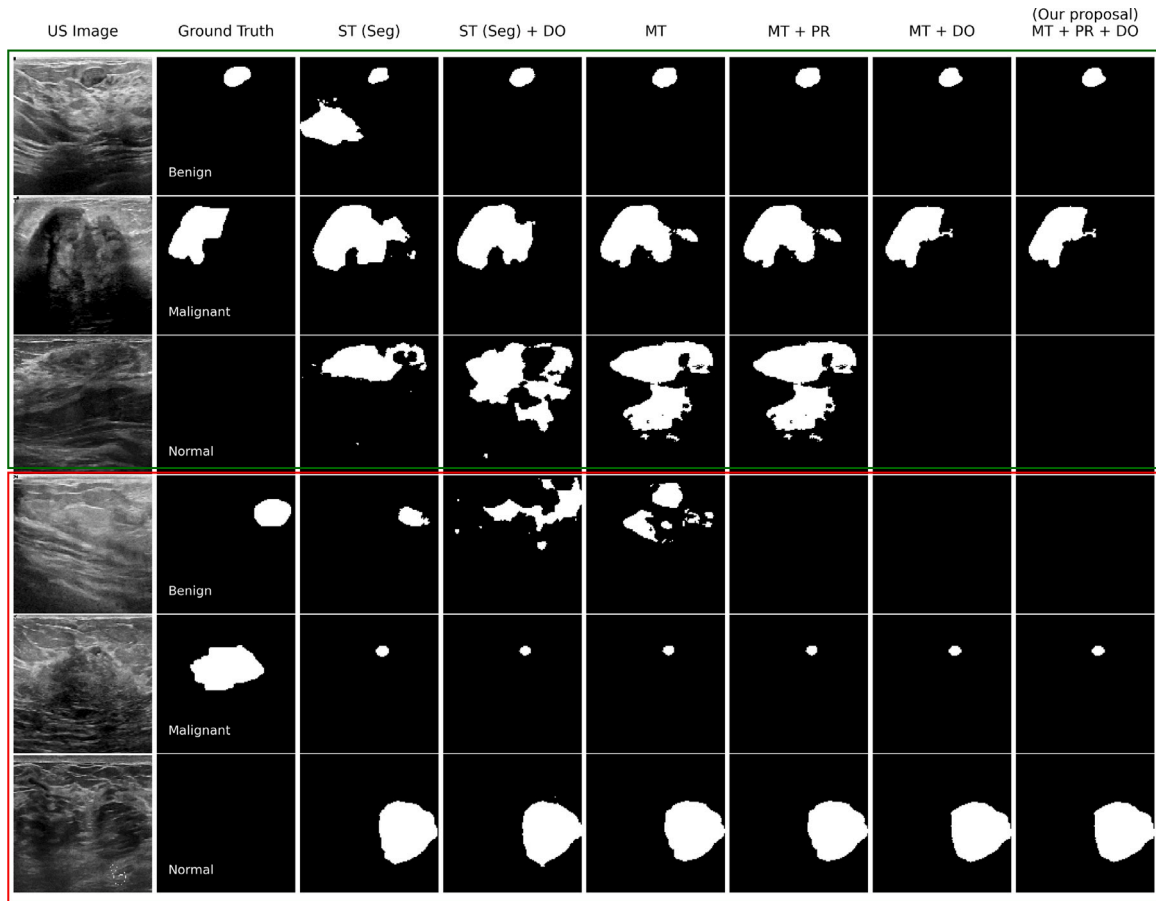 (Our proposal)
US Image Ground Truth ST (Seg) ST (Seg) + DO MT MT + PR MT + DO MT + PR + DO
Benign
Malignant
Normal
Benign
Malignant
Normal